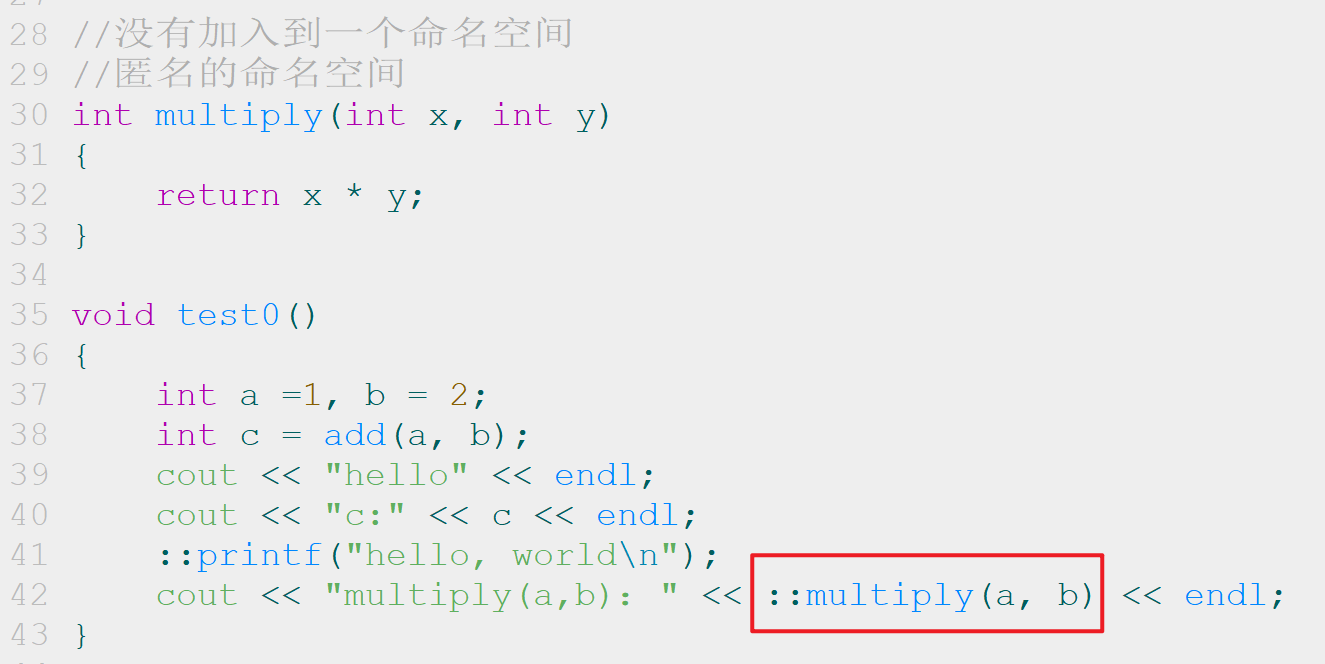 28 //没有加入到一个命名空间
29 //匿名的命名空间
30 int multiply(int x, int y)
31 {
32     return x * y;
33 }
34
35 void test0()
36 {
37     int a =1, b = 2;
38     int c = add(a, b);
39     cout << "hello" << endl;
40     cout << "c:" << c << endl;
41     ::printf("hello, world\n");
42     cout << "multiply(a,b): " << ::multiply(a, b) << endl;
43 }